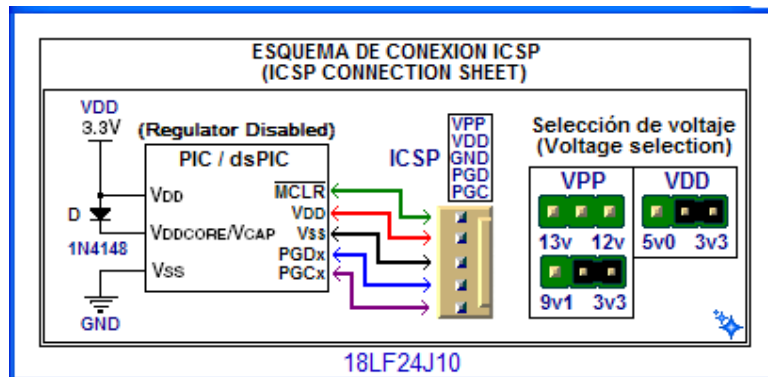 ESQUEMA DE CONEXION ICSP
(ICSP CONNECTION SHEET)
VDD
3.3V
(Regulator Disabled)
PIC / dsPIC
VDD
D
1N4148
VDDCORE/VCAP
VSS
GND
MCLR
VDD
VSS
PGDx
PGCx
ICSP
VPP
VDD
GND
PGD
PGC
Selección de voltaje
(Voltage selection)
VPP
13v 12v
9v1 3v3
VDD
5v0 3v3
18LF24J10